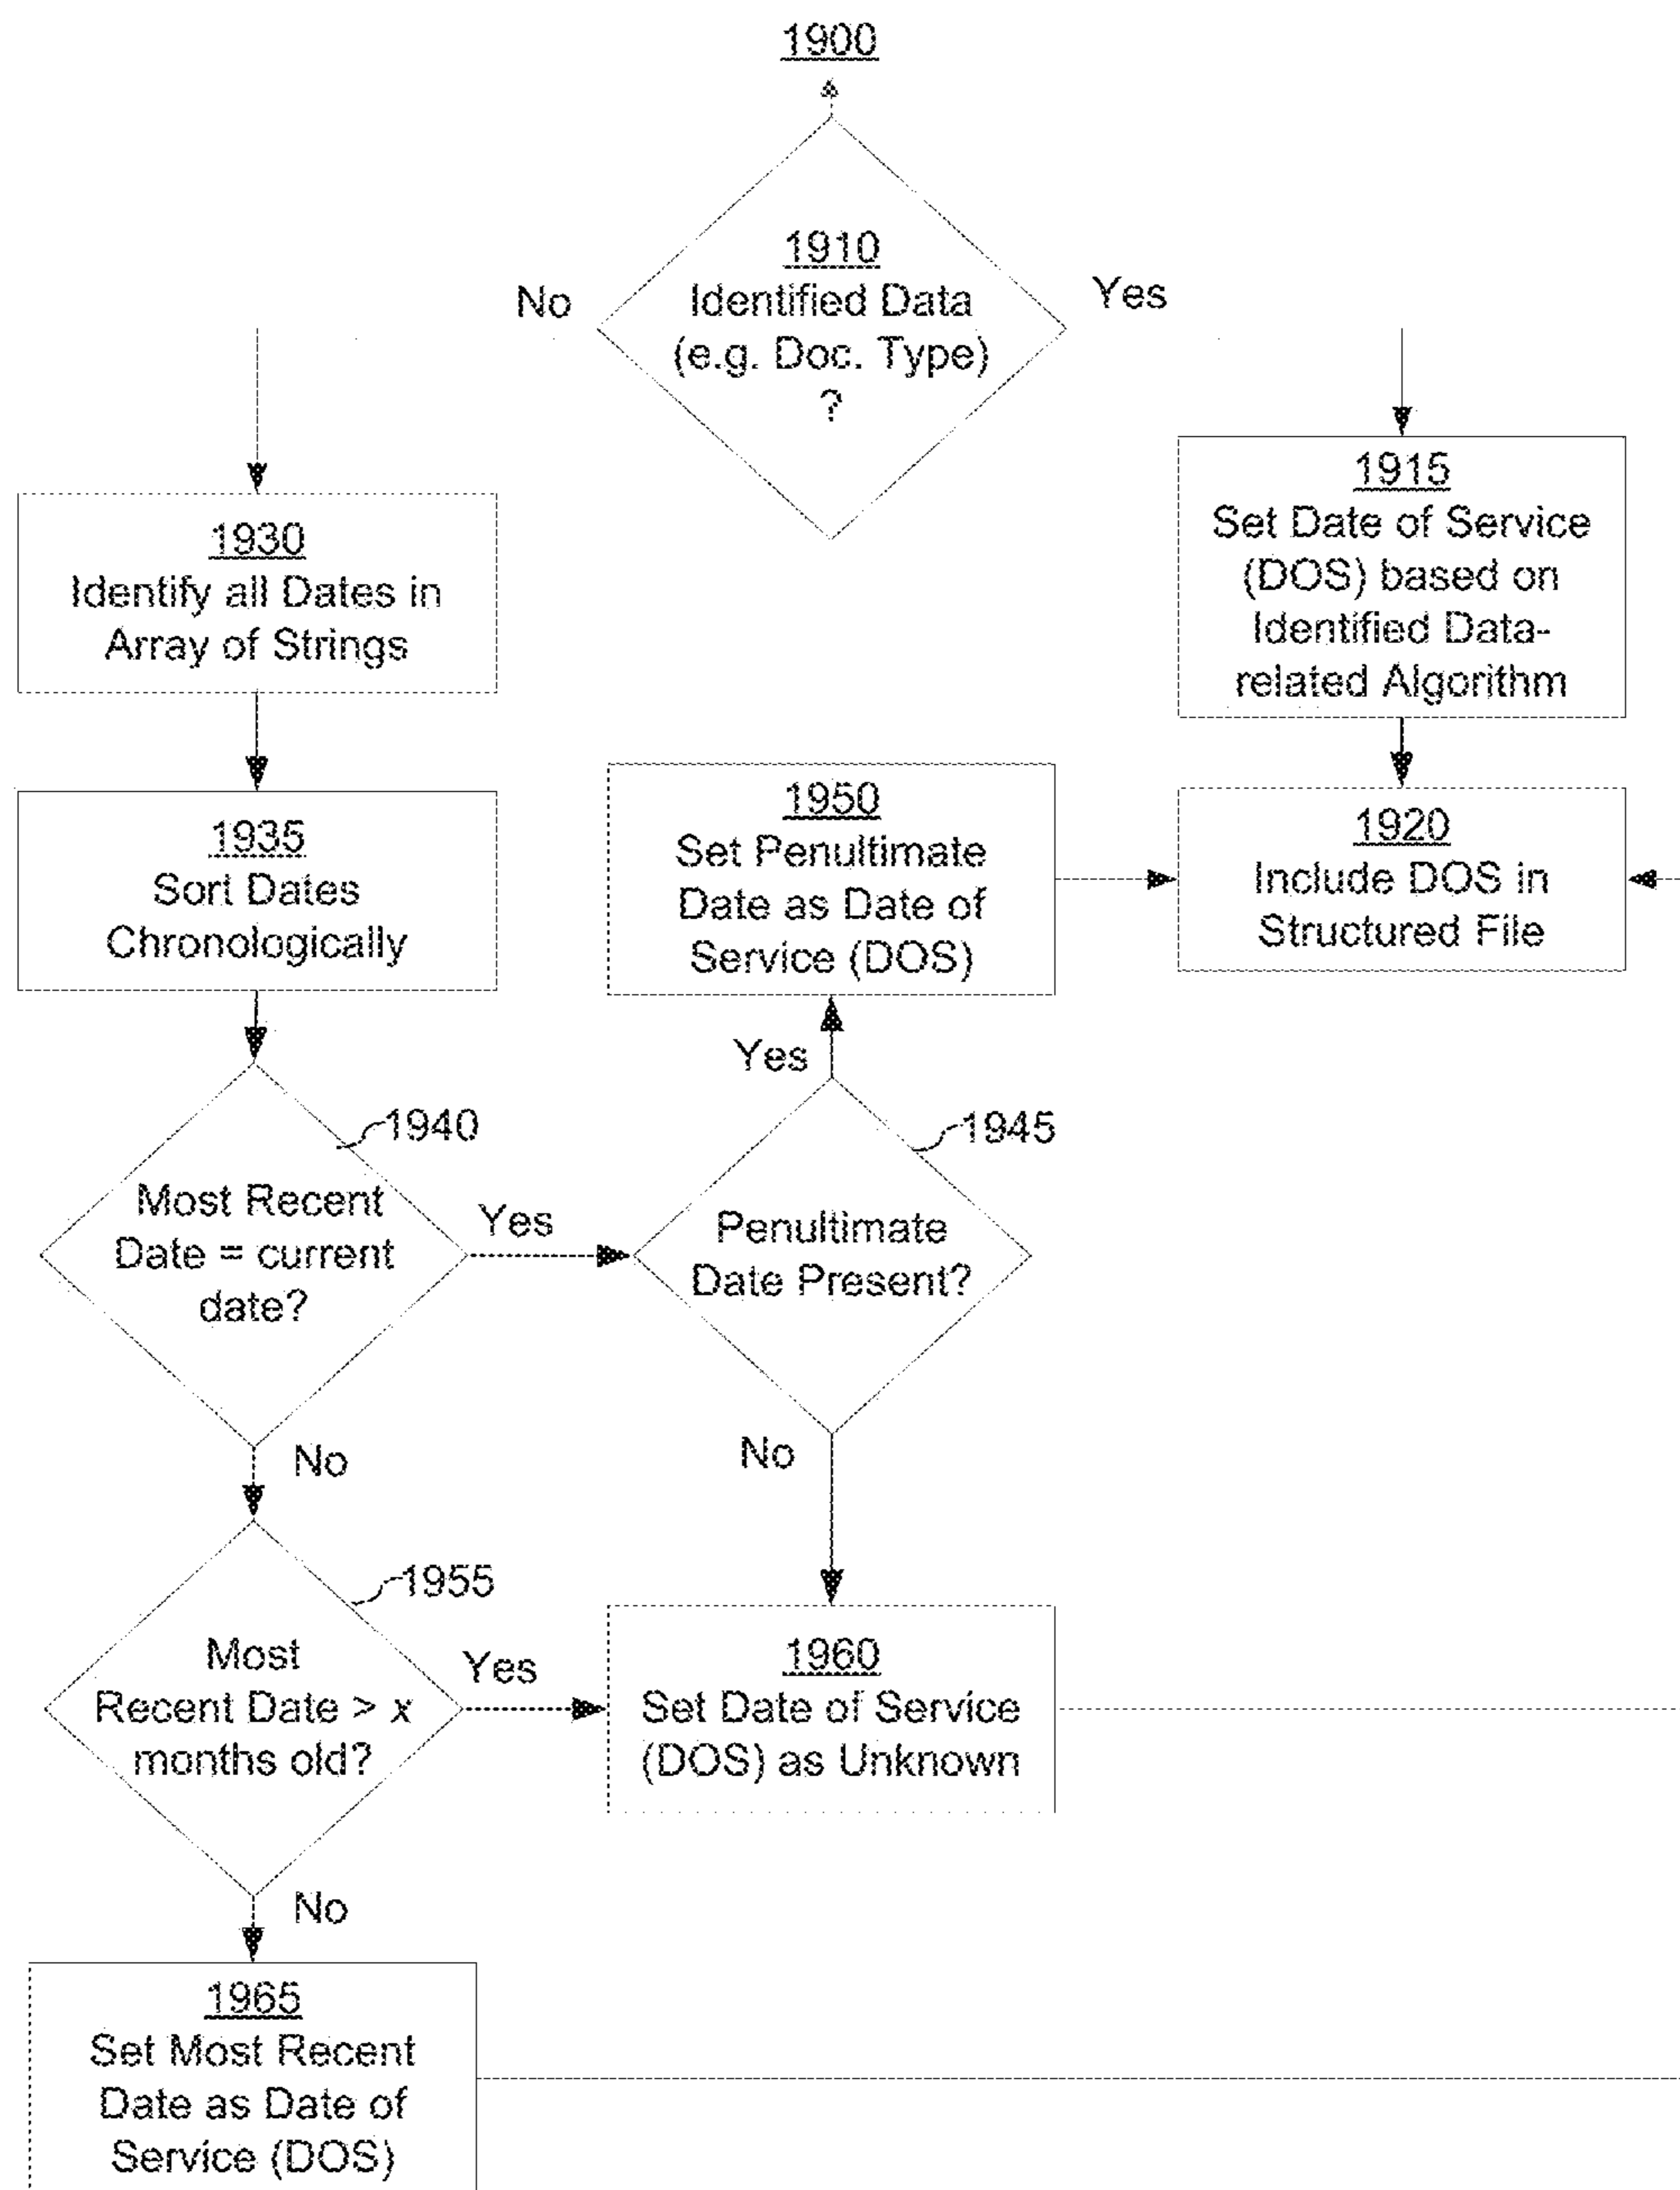 1900
1910
Identified Data
(e.g. Doc. Type)
?
No
Yes
1930
Identify all Dates in
Array of Strings
1915
Set Date of Service
(DOS) based on
Identified Data-
related Algorithm
1935
Sort Dates
Chronologically
1950
Set Penultimate
Date as Date of
Service (DOS)
1920
Include DOS in
Structured File
1940
Most Recent
Date = current
date?
Yes
Yes
1945
Penultimate
Date Present?
No
No
1955
Most
Recent Date > x
months old?
Yes
1960
Set Date of Service
(DOS) as Unknown
No
1965
Set Most Recent
Date as Date of
Service (DOS)